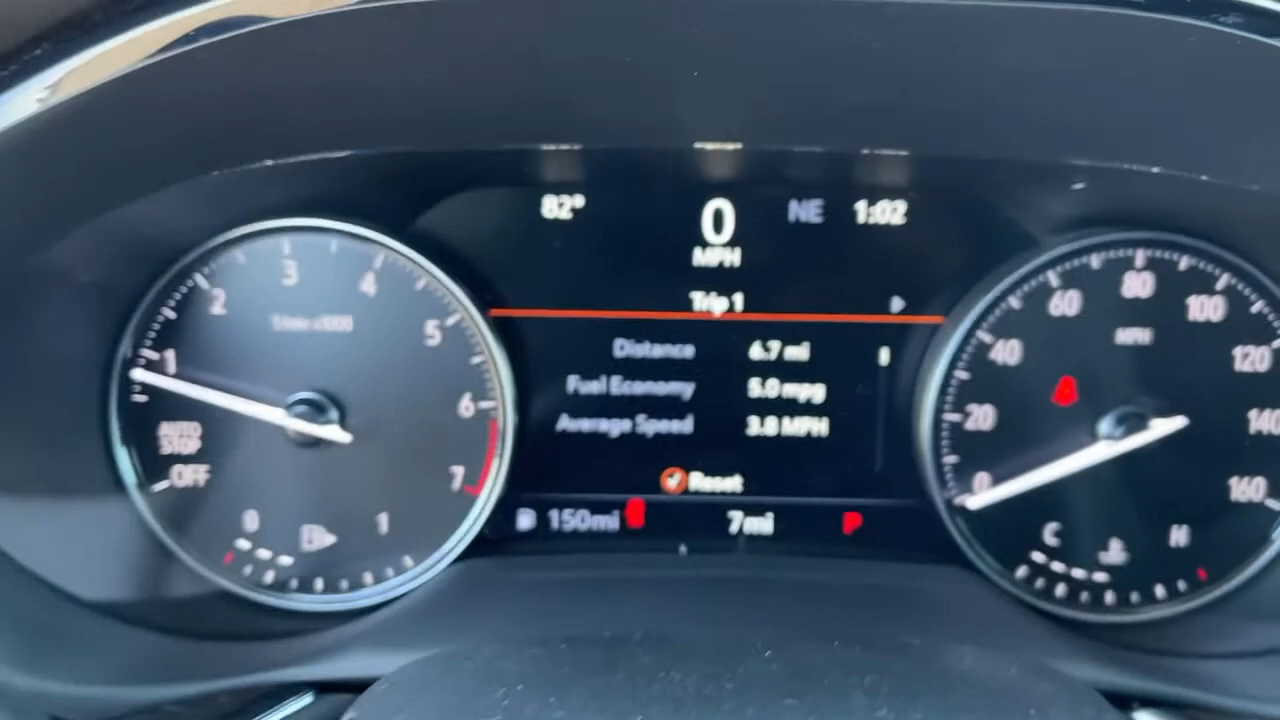 82° 0 NE 1:02
MPH
Trip 1
Distance 6.7 mi
Fuel Economy 5.0 mpg
Average Speed 3.8 MPH
Reset
150mi 7mi P
1 2 3 4 5 6 7
AUTO
STOP
OFF
0 1
0 20 40 60 80 100 120 140 160
MPH
C H